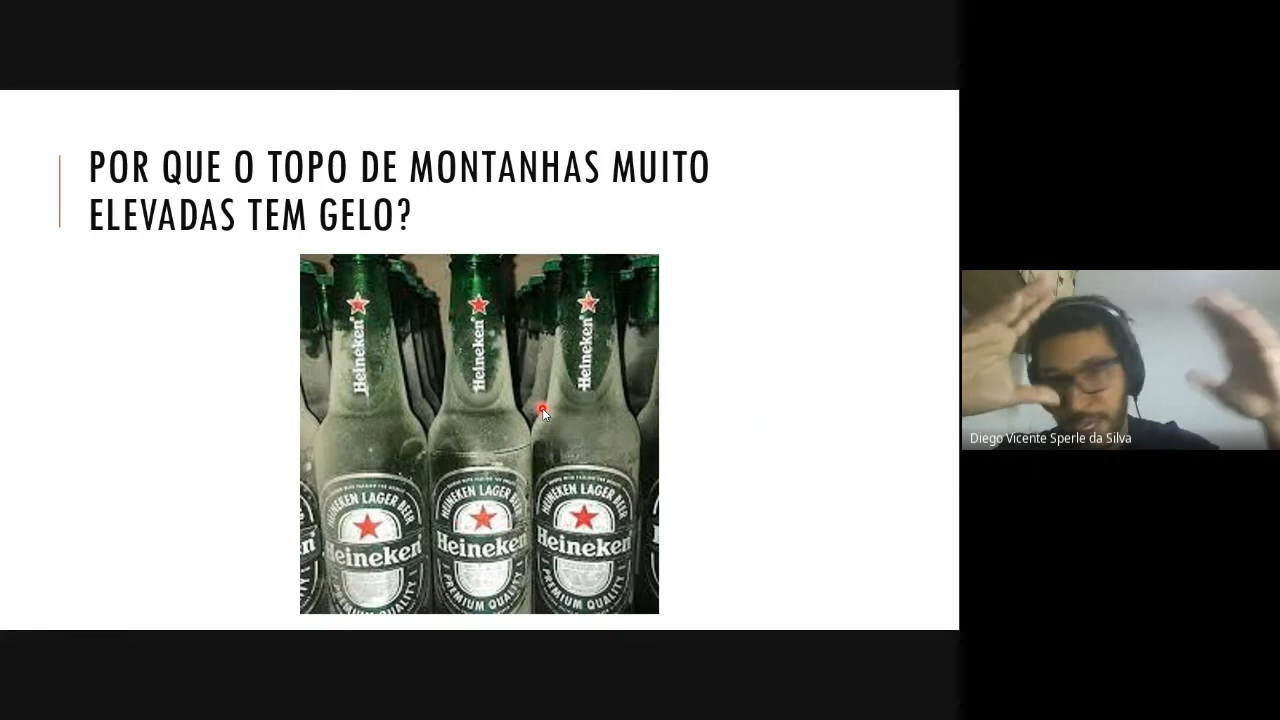 POR QUE O TOPO DE MONTANHAS MUITO
ELEVADAS TEM GELO?
Heineken
Heineken
Heineken
HEINEKEN LAGER BEER
Heineken
PREMIUM QUALITY
HEINEKEN LAGER BEER
Heineken
PREMIUM QUALITY
HEINEKEN LAGER BEER
Heineken
PREMIUM QUALITY
Diego Vicente Sperle da Silva